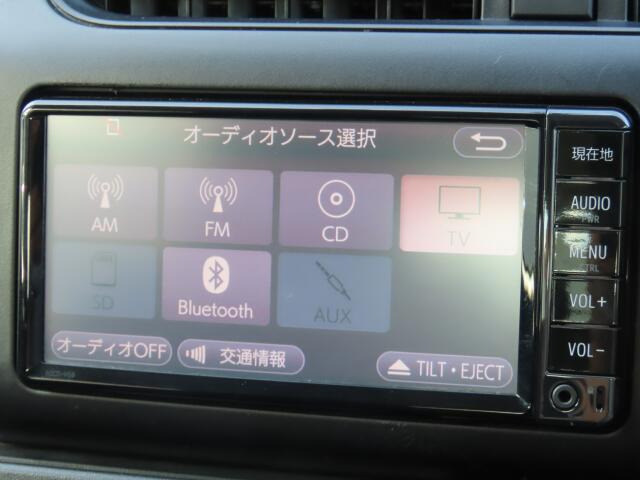 オーディオソース選択
AM
FM
CD
TV
SD
Bluetooth
AUX
オーディオOFF
交通情報
TILT・EJECT
現在地
AUDIO
PWR
MENU
CTRL
VOL+
VOL-